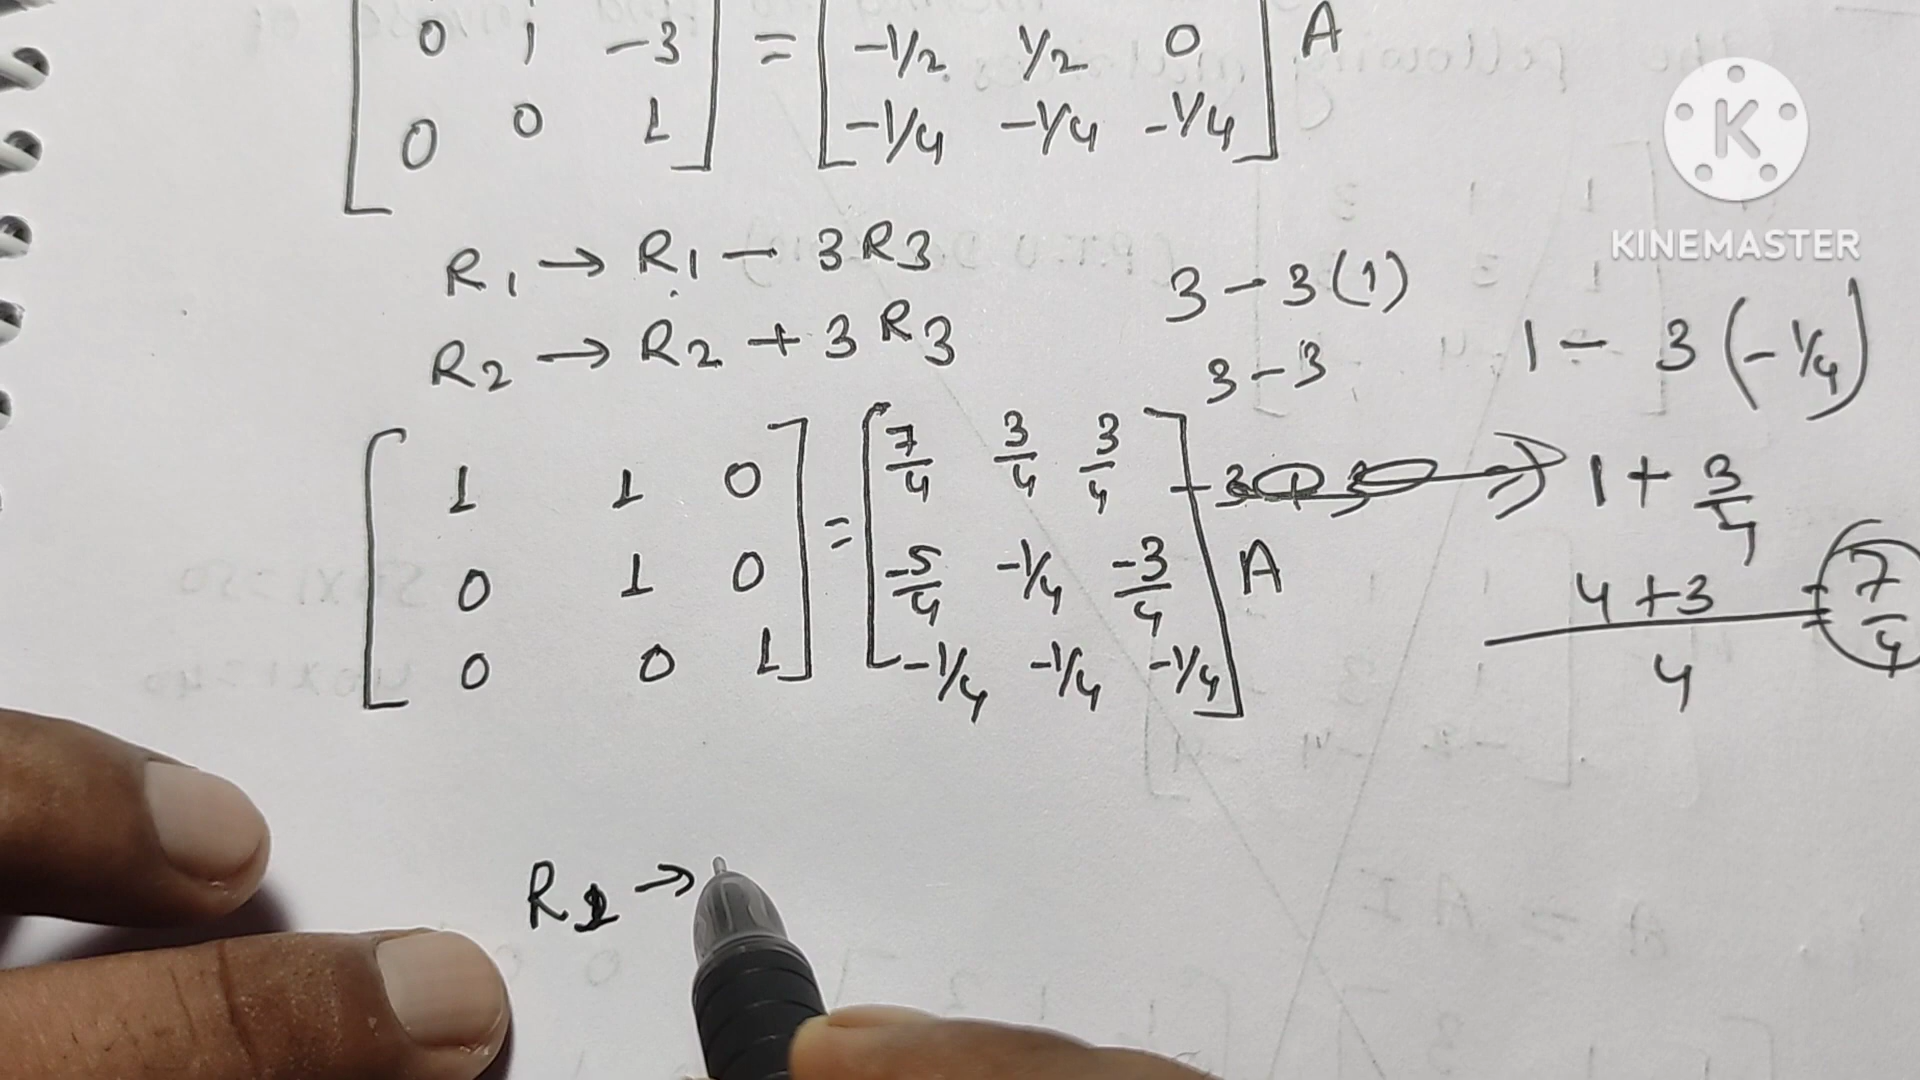 0 1 -3 = -1/2 1/2 0 A
0 0 1 -1/4 -1/4 -1/4
K
KINEMASTER
R1 → R1 - 3R3
R2 → R2 + 3R3
3 - 3(1)
3 - 3
1 - 3(-1/4)
1 + 3/4
4+3/4 = 7/4
1 1 0 = 7/4 3/4 3/4
0 1 0 -5/4 -1/4 -3/4 A
0 0 1 -1/4 -1/4 -1/4
R1 →